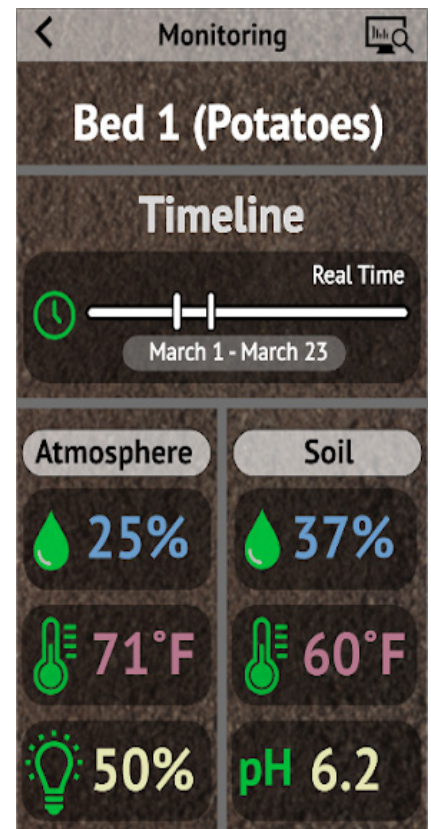 Monitoring
Bed 1 (Potatoes)
Timeline
Real Time
March 1 - March 23
Atmosphere
Soil
25%
37%
71°F
60°F
50%
pH 6.2